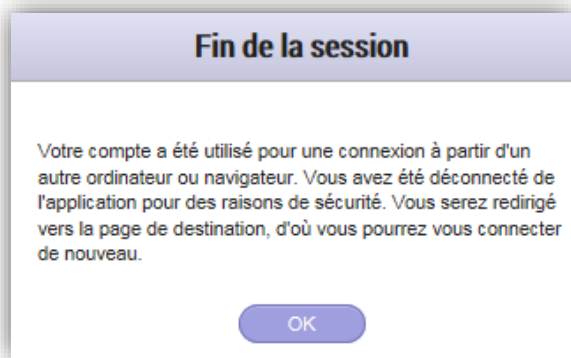 Fin de la session
Votre compte a été utilisé pour une connexion à partir d'un
autre ordinateur ou navigateur. Vous avez été déconnecté de
l'application pour des raisons de sécurité. Vous serez redirigé
vers la page de destination, d'où vous pourrez vous connecter
de nouveau.
OK